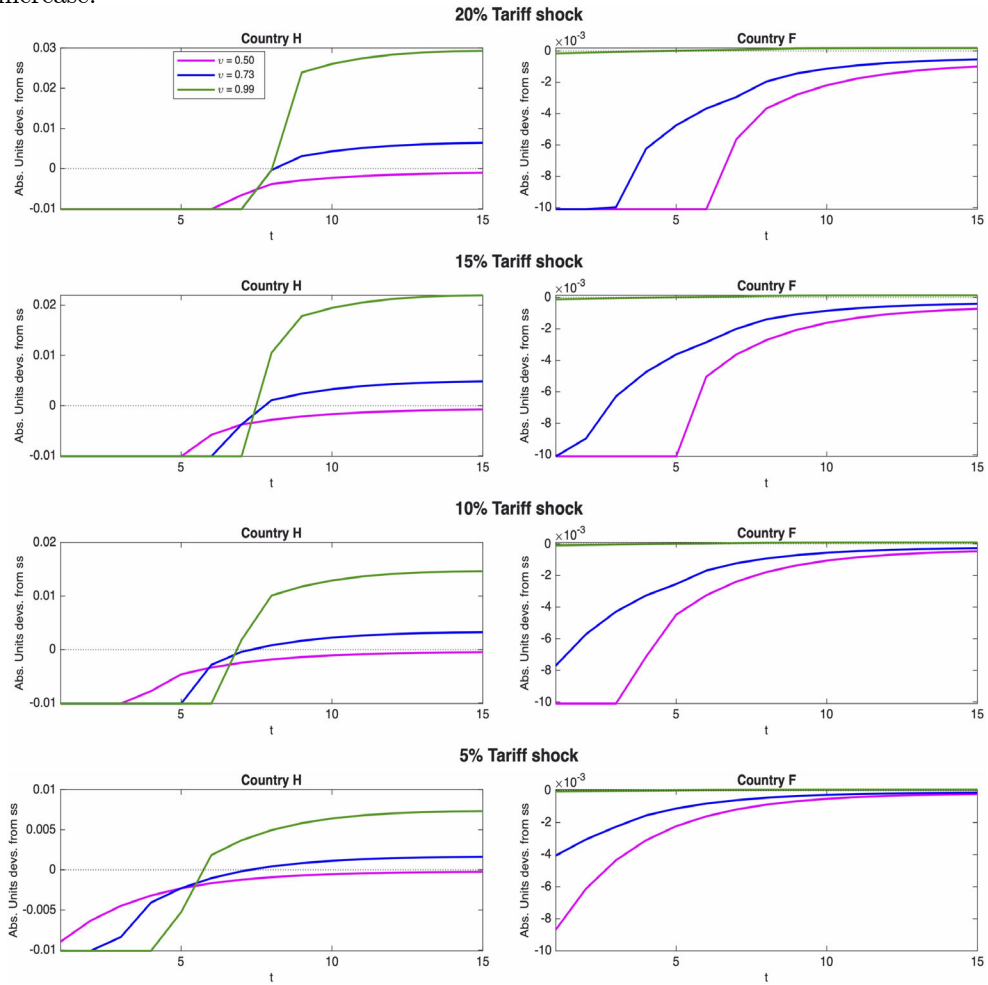 20% Tariff shock
Country H
Country F
Abs. Units devs. from ss
0.03
0.02
0.01
0
-0.01
υ = 0.50
υ = 0.73
υ = 0.99
5
10
15
t
Abs. Units devs. from ss
×10⁻³
0
-2
-4
-6
-8
-10
5
10
15
t
15% Tariff shock
Country H
Country F
Abs. Units devs. from ss
0.02
0.01
0
-0.01
5
10
15
t
Abs. Units devs. from ss
×10⁻³
0
-2
-4
-6
-8
-10
5
10
15
t
10% Tariff shock
Country H
Country F
Abs. Units devs. from ss
0.02
0.01
0
-0.01
5
10
15
t
Abs. Units devs. from ss
×10⁻³
0
-2
-4
-6
-8
-10
5
10
15
t
5% Tariff shock
Country H
Country F
Abs. Units devs. from ss
0.01
0.005
0
-0.005
-0.01
5
10
15
t
Abs. Units devs. from ss
×10⁻³
0
-2
-4
-6
-8
-10
5
10
15
t